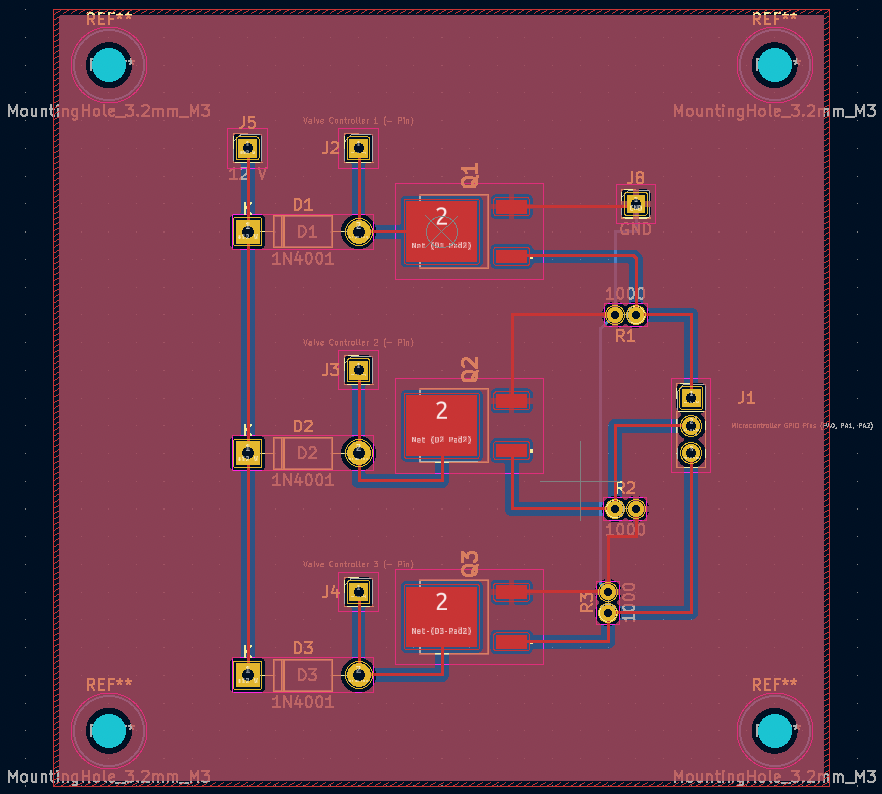 REF**
REF**
MountingHole_3.2mm_M3
MountingHole_3.2mm_M3
J5
Valve Controller 1 (- Pin)
J2
12 V
J8
GND
K
D1
D1
1N4001
Q1
2
Net-(D1-Pad2)
1000
R1
Valve Controller 2 (- Pin)
J3
K
D2
D2
1N4001
Q2
2
Net-(D2-Pad2)
J1
Microcontroller GPIO Pins (PA0, PA1, PA2)
R2
1000
Valve Controller 3 (- Pin)
J4
K
D3
D3
1N4001
Q3
2
Net-(D3-Pad2)
R3
1000
REF**
REF**
MountingHole_3.2mm_M3
MountingHole_3.2mm_M3